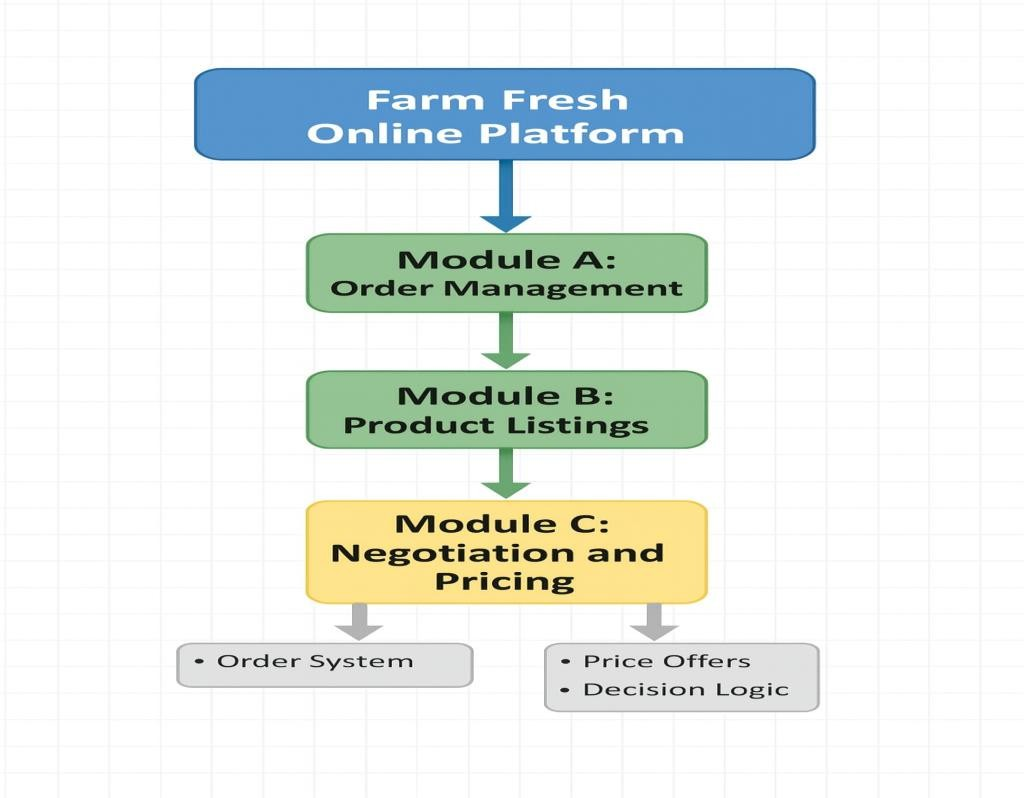 Farm Fresh
Online Platform
Module A:
Order Management
Module B:
Product Listings
Module C:
Negotiation and
Pricing
• Order System
• Price Offers
• Decision Logic